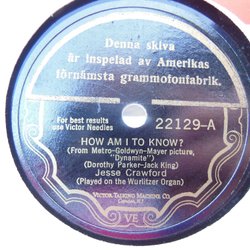 Denna skiva
är inspelad av Amerikas
förnämsta grammofonfabrik.
For best results
use Victor Needles
22129-A
HOW AM I TO KNOW?
(From Metro-Goldwyn-Mayer picture,
"Dynamite")
(Dorothy Parker-Jack King)
Jesse Crawford
(Played on the Wurlitzer Organ)
VICTOR TALKING MACHINE CO.
Camden, N.J.
VE